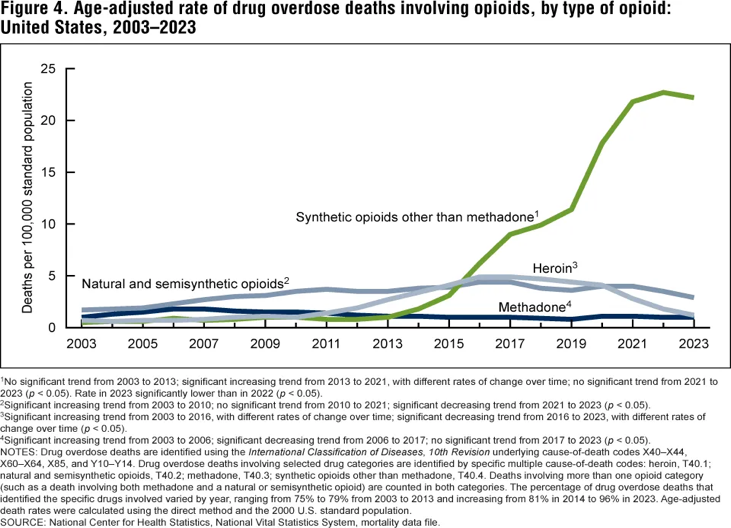 Figure 4. Age-adjusted rate of drug overdose deaths involving opioids, by type of opioid:
United States, 2003–2023
25
20
15
10
5
0
Deaths per 100,000 standard population
Synthetic opioids other than methadone¹
Heroin³
Natural and semisynthetic opioids²
Methadone⁴
2003 2005 2007 2009 2011 2013 2015 2017 2019 2021 2023
¹No significant trend from 2003 to 2013; significant increasing trend from 2013 to 2021, with different rates of change over time; no significant trend from 2021 to
2023 (p < 0.05). Rate in 2023 significantly lower than in 2022 (p < 0.05).
²Significant increasing trend from 2003 to 2010; no significant trend from 2010 to 2021; significant decreasing trend from 2021 to 2023 (p < 0.05).
³Significant increasing trend from 2003 to 2016, with different rates of change over time; significant decreasing trend from 2016 to 2023, with different rates of
change over time (p < 0.05).
⁴Significant increasing trend from 2003 to 2006; significant decreasing trend from 2006 to 2017; no significant trend from 2017 to 2023 (p < 0.05).
NOTES: Drug overdose deaths are identified using the International Classification of Diseases, 10th Revision underlying cause-of-death codes X40–X44,
X60–X64, X85, and Y10–Y14. Drug overdose deaths involving selected drug categories are identified by specific multiple cause-of-death codes: heroin, T40.1;
natural and semisynthetic opioids, T40.2; methadone, T40.3; synthetic opioids other than methadone, T40.4. Deaths involving more than one opioid category
(such as a death involving both methadone and a natural or semisynthetic opioid) are counted in both categories. The percentage of drug overdose deaths that
identified the specific drugs involved varied by year, ranging from 75% to 79% from 2003 to 2013 and increasing from 81% in 2014 to 96% in 2023. Age-adjusted
death rates were calculated using the direct method and the 2000 U.S. standard population.
SOURCE: National Center for Health Statistics, National Vital Statistics System, mortality data file.